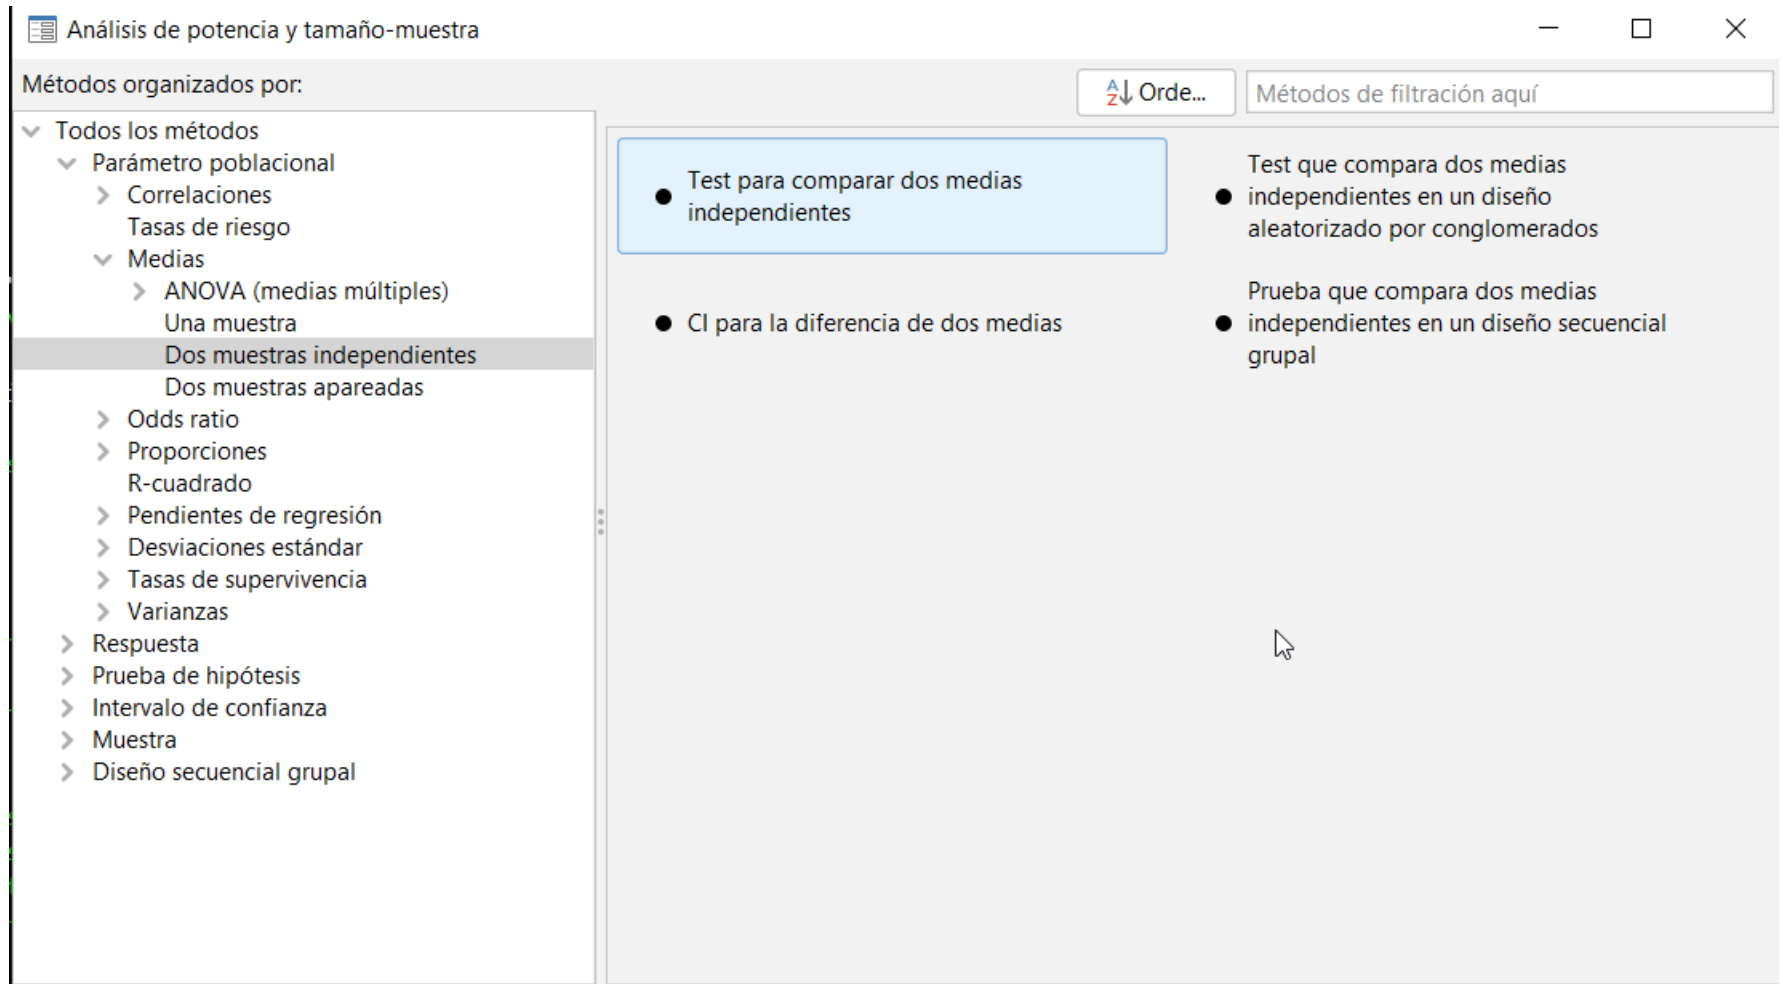 Análisis de potencia y tamaño-muestra
Métodos organizados por:
Orde...
Métodos de filtración aquí
Todos los métodos
Parámetro poblacional
Correlaciones
Tasas de riesgo
Medias
ANOVA (medias múltiples)
Una muestra
Dos muestras independientes
Dos muestras apareadas
Odds ratio
Proporciones
R-cuadrado
Pendientes de regresión
Desviaciones estándar
Tasas de supervivencia
Varianzas
Respuesta
Prueba de hipótesis
Intervalo de confianza
Muestra
Diseño secuencial grupal
Test para comparar dos medias
independientes
Test que compara dos medias
independientes en un diseño
aleatorizado por conglomerados
CI para la diferencia de dos medias
Prueba que compara dos medias
independientes en un diseño secuencial
grupal